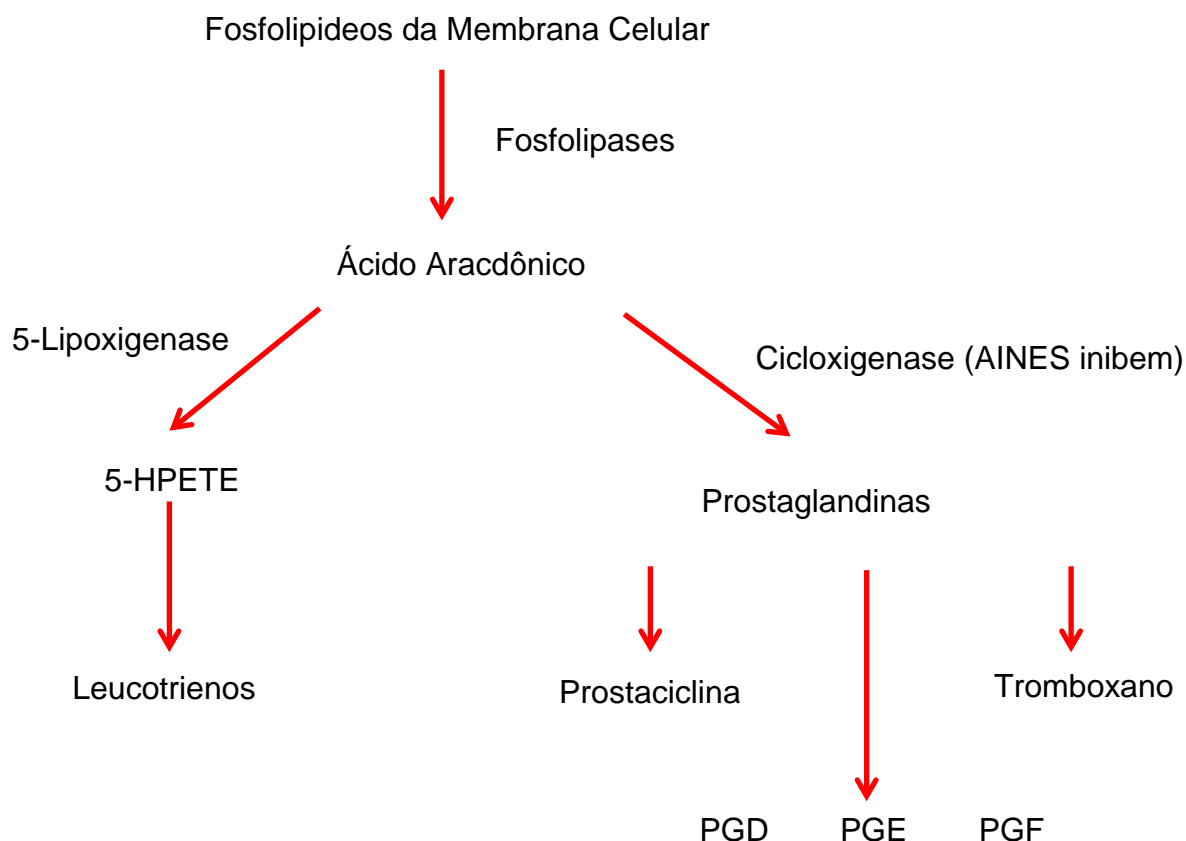 Fosfolipideos da Membrana Celular
Fosfolipases
Ácido Aracdônico
5-Lipoxigenase
Cicloxigenase (AINES inibem)
5-HPETE
Prostaglandinas
Leucotrienos
Prostaciclina
Tromboxano
PGD PGE PGF